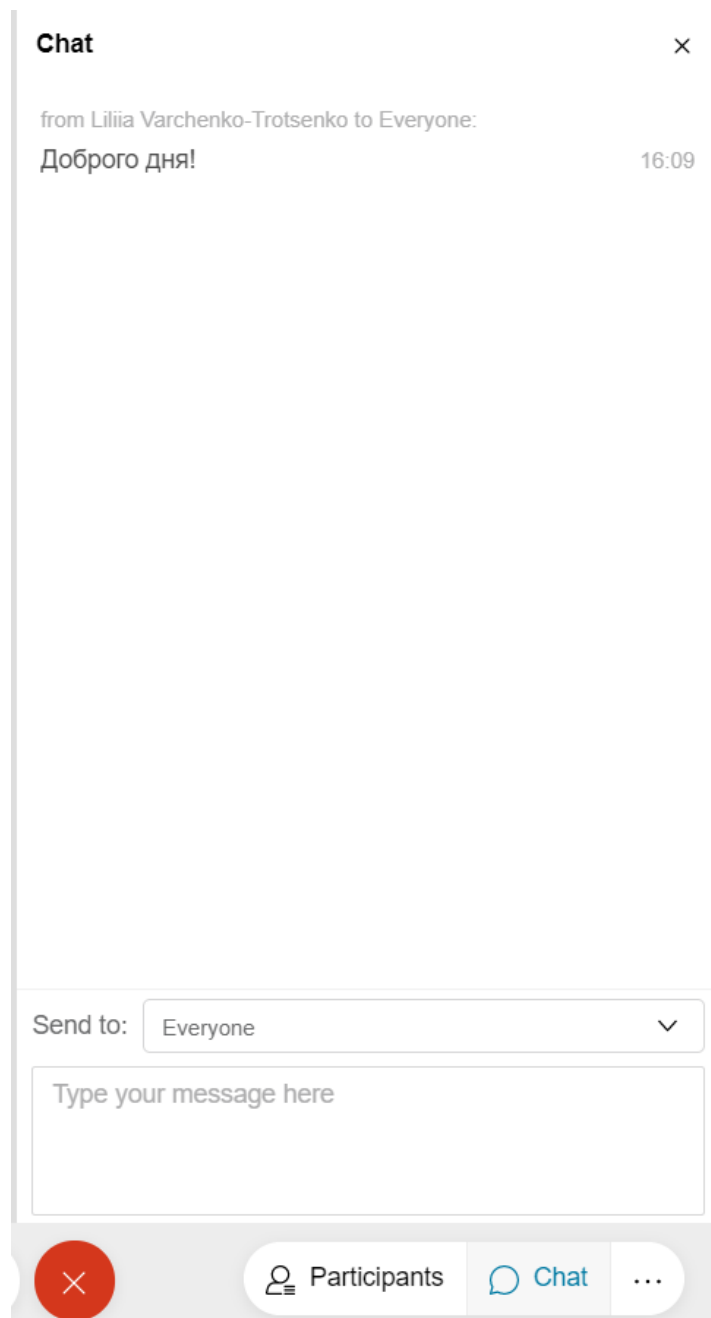 Chat
from Liliia Varchenko-Trotsenko to Everyone:
Доброго дня! 16:09
Send to: Everyone
Type your message here
Participants Chat ...